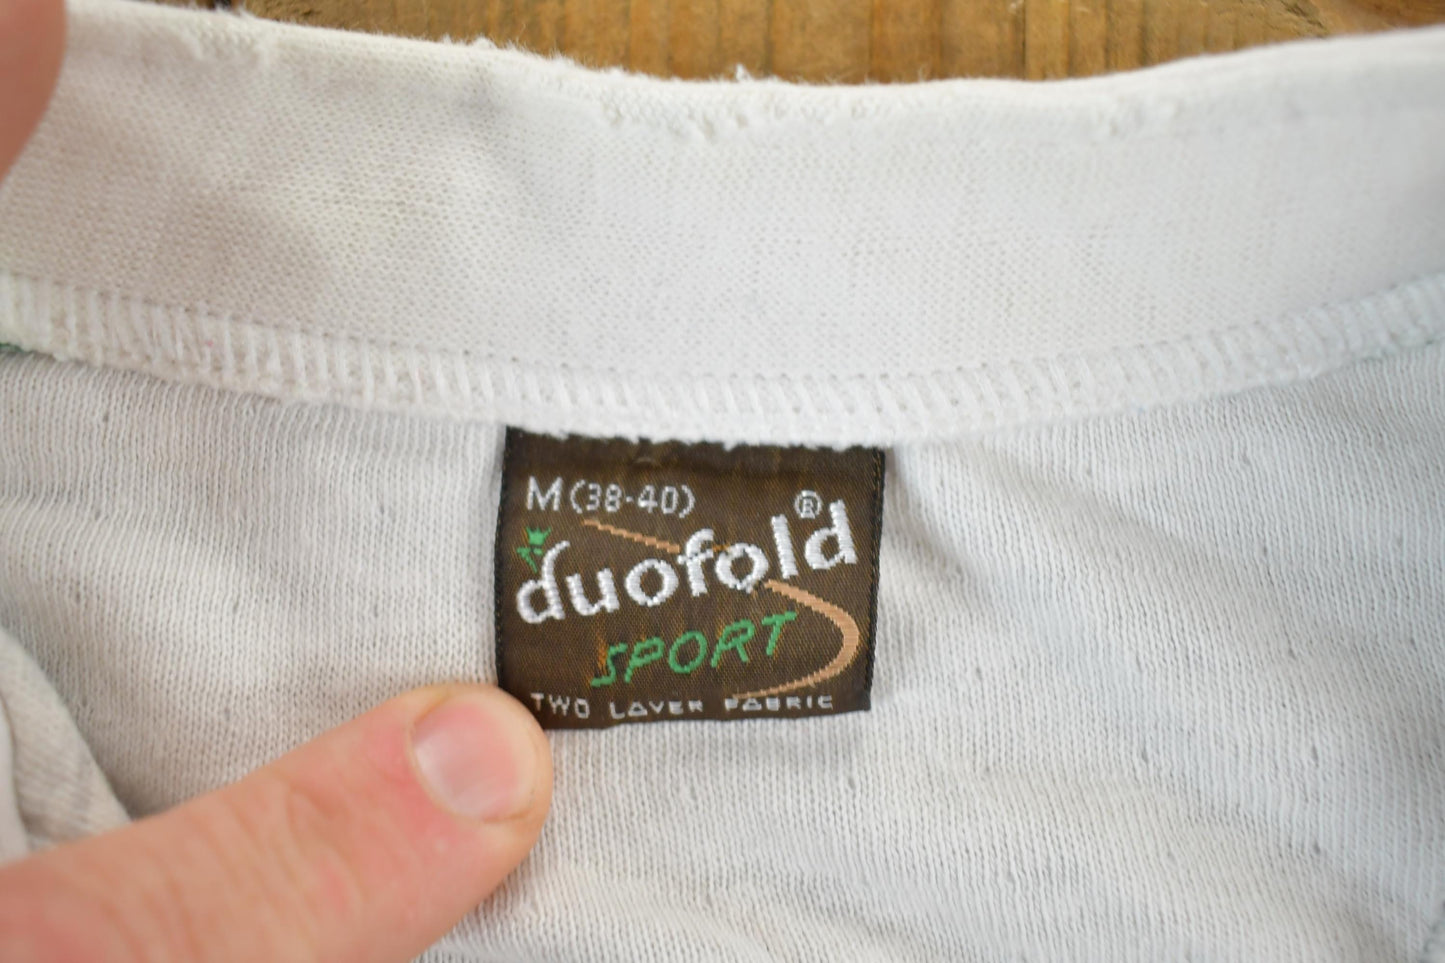 M (38-40)
duofold®
SPORT
TWO LAYER FABRIC